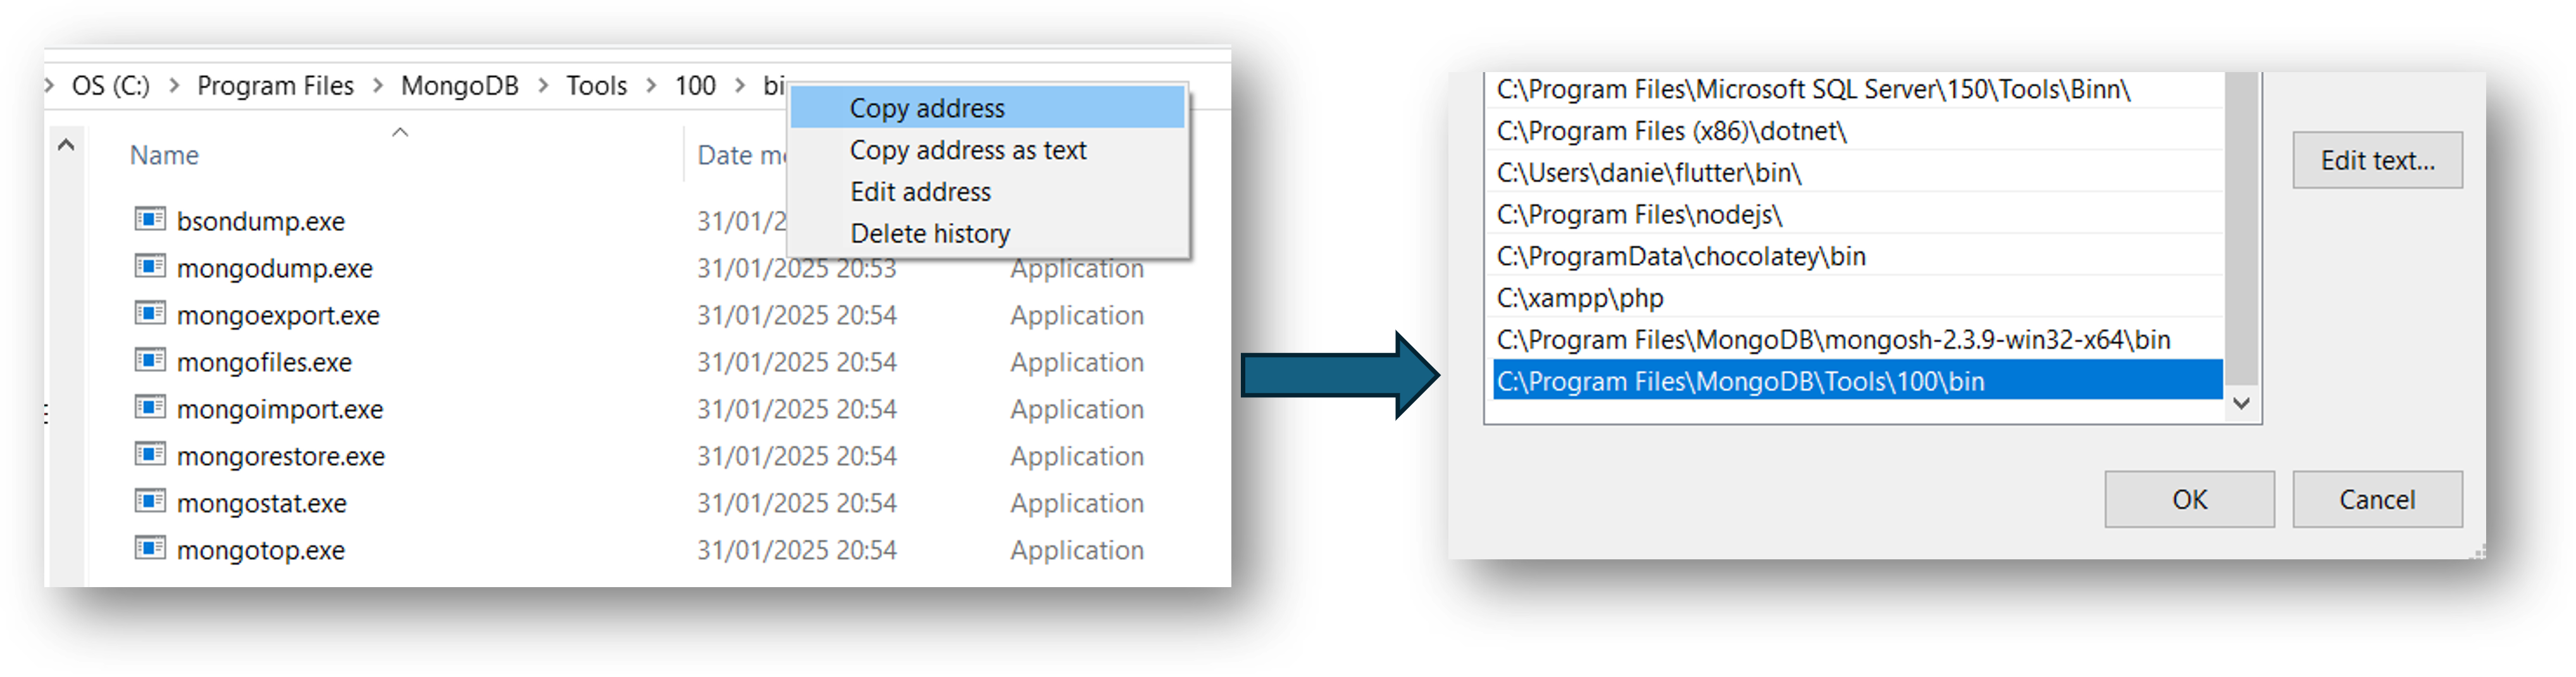 OS (C:) > Program Files > MongoDB > Tools > 100 >
Copy address
Copy address as text
Edit address
Delete history
Name
Date
bsondump.exe
mongodump.exe 31/01/2025 20:53 Application
mongoexport.exe 31/01/2025 20:54 Application
mongofiles.exe 31/01/2025 20:54 Application
mongoimport.exe 31/01/2025 20:54 Application
mongorestore.exe 31/01/2025 20:54 Application
mongostat.exe 31/01/2025 20:54 Application
mongotop.exe 31/01/2025 20:54 Application
C:\Program Files\Microsoft SQL Server\150\Tools\Binn\
C:\Program Files (x86)\dotnet\
C:\Users\danie\flutter\bin\
C:\Program Files\nodejs\
C:\ProgramData\chocolatey\bin
C:\xampp\php
C:\Program Files\MongoDB\mongosh-2.3.9-win32-x64\bin
C:\Program Files\MongoDB\Tools\100\bin
Edit text...
OK
Cancel